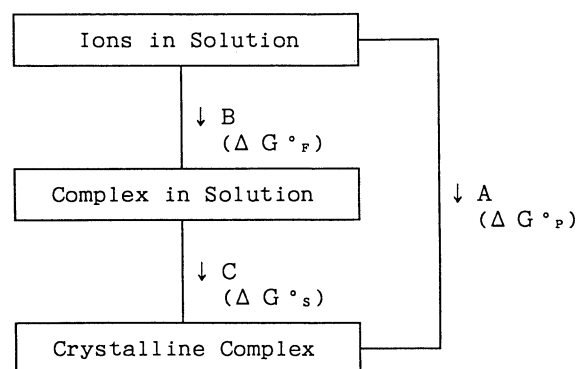 Ions in Solution
↓ B
(Δ G °F)
Complex in Solution
↓ A
(Δ G °P)
↓ C
(Δ G °S)
Crystalline Complex